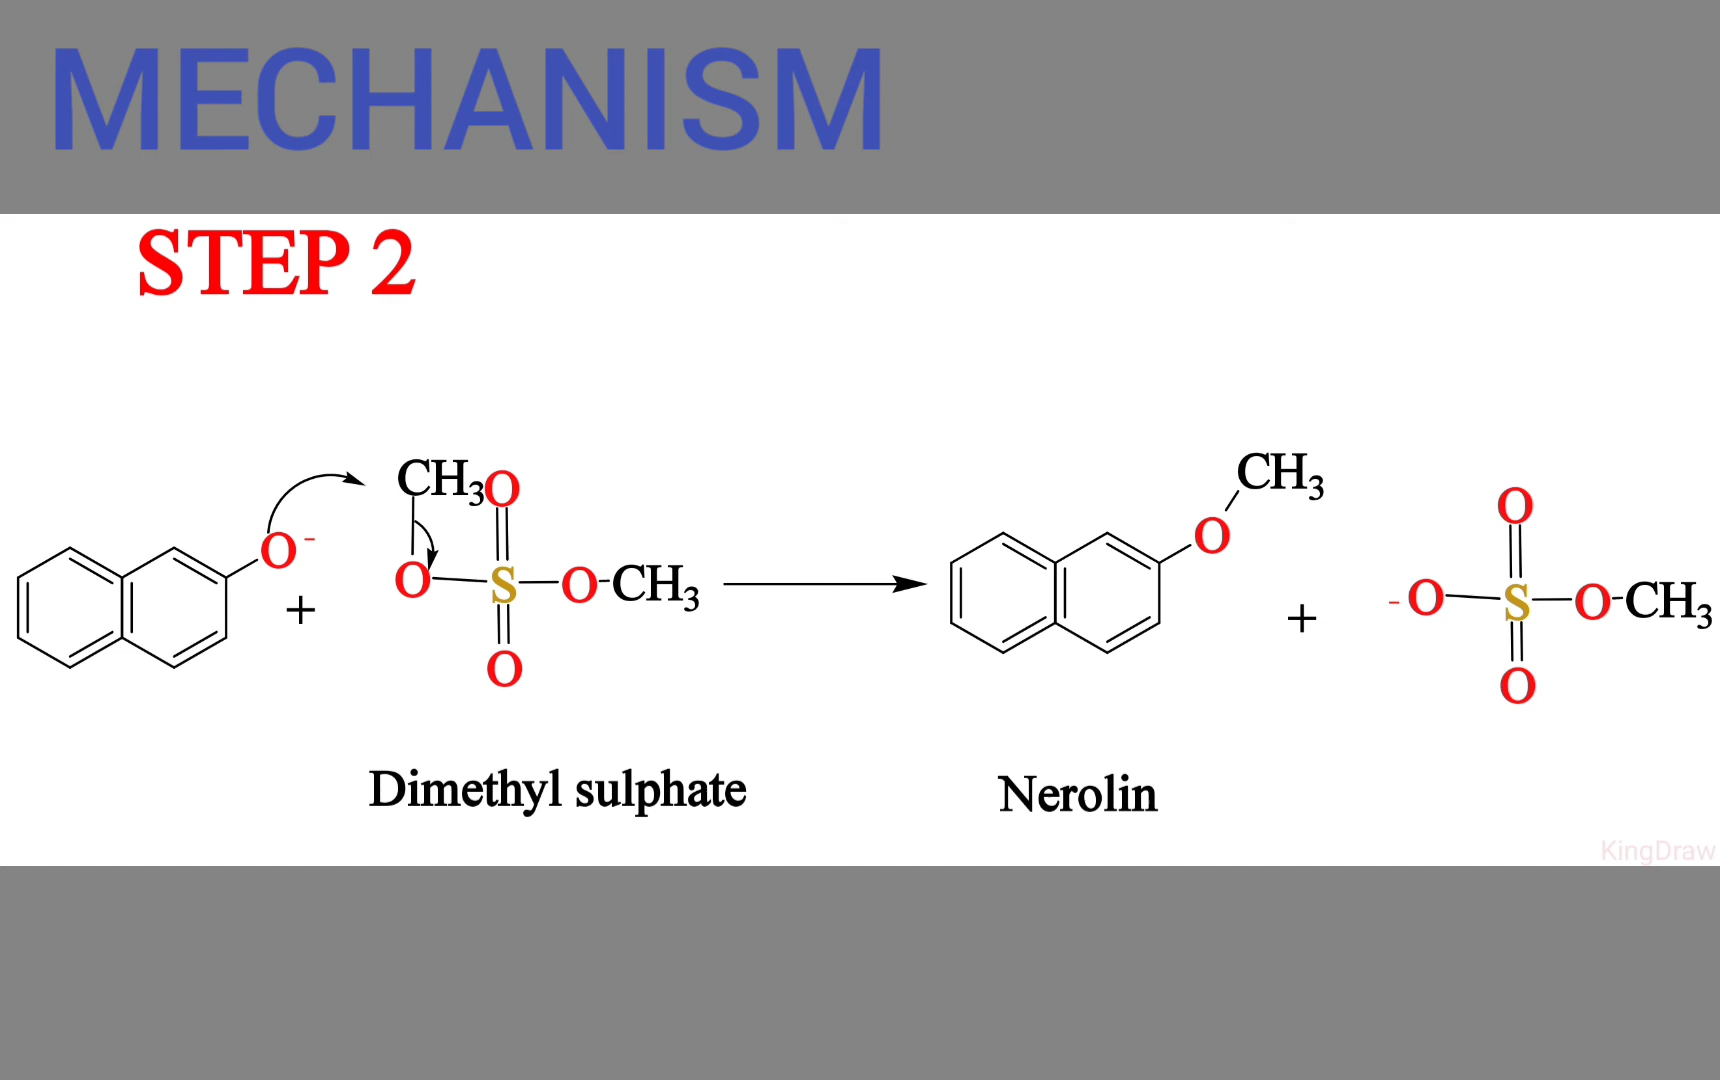 MECHANISM
STEP 2
CH₃
O
O⁻
+
O
S
O
CH₃
O
CH₃
O
+
O
⁻O
S
O
CH₃
O
Dimethyl sulphate
Nerolin
KingDraw